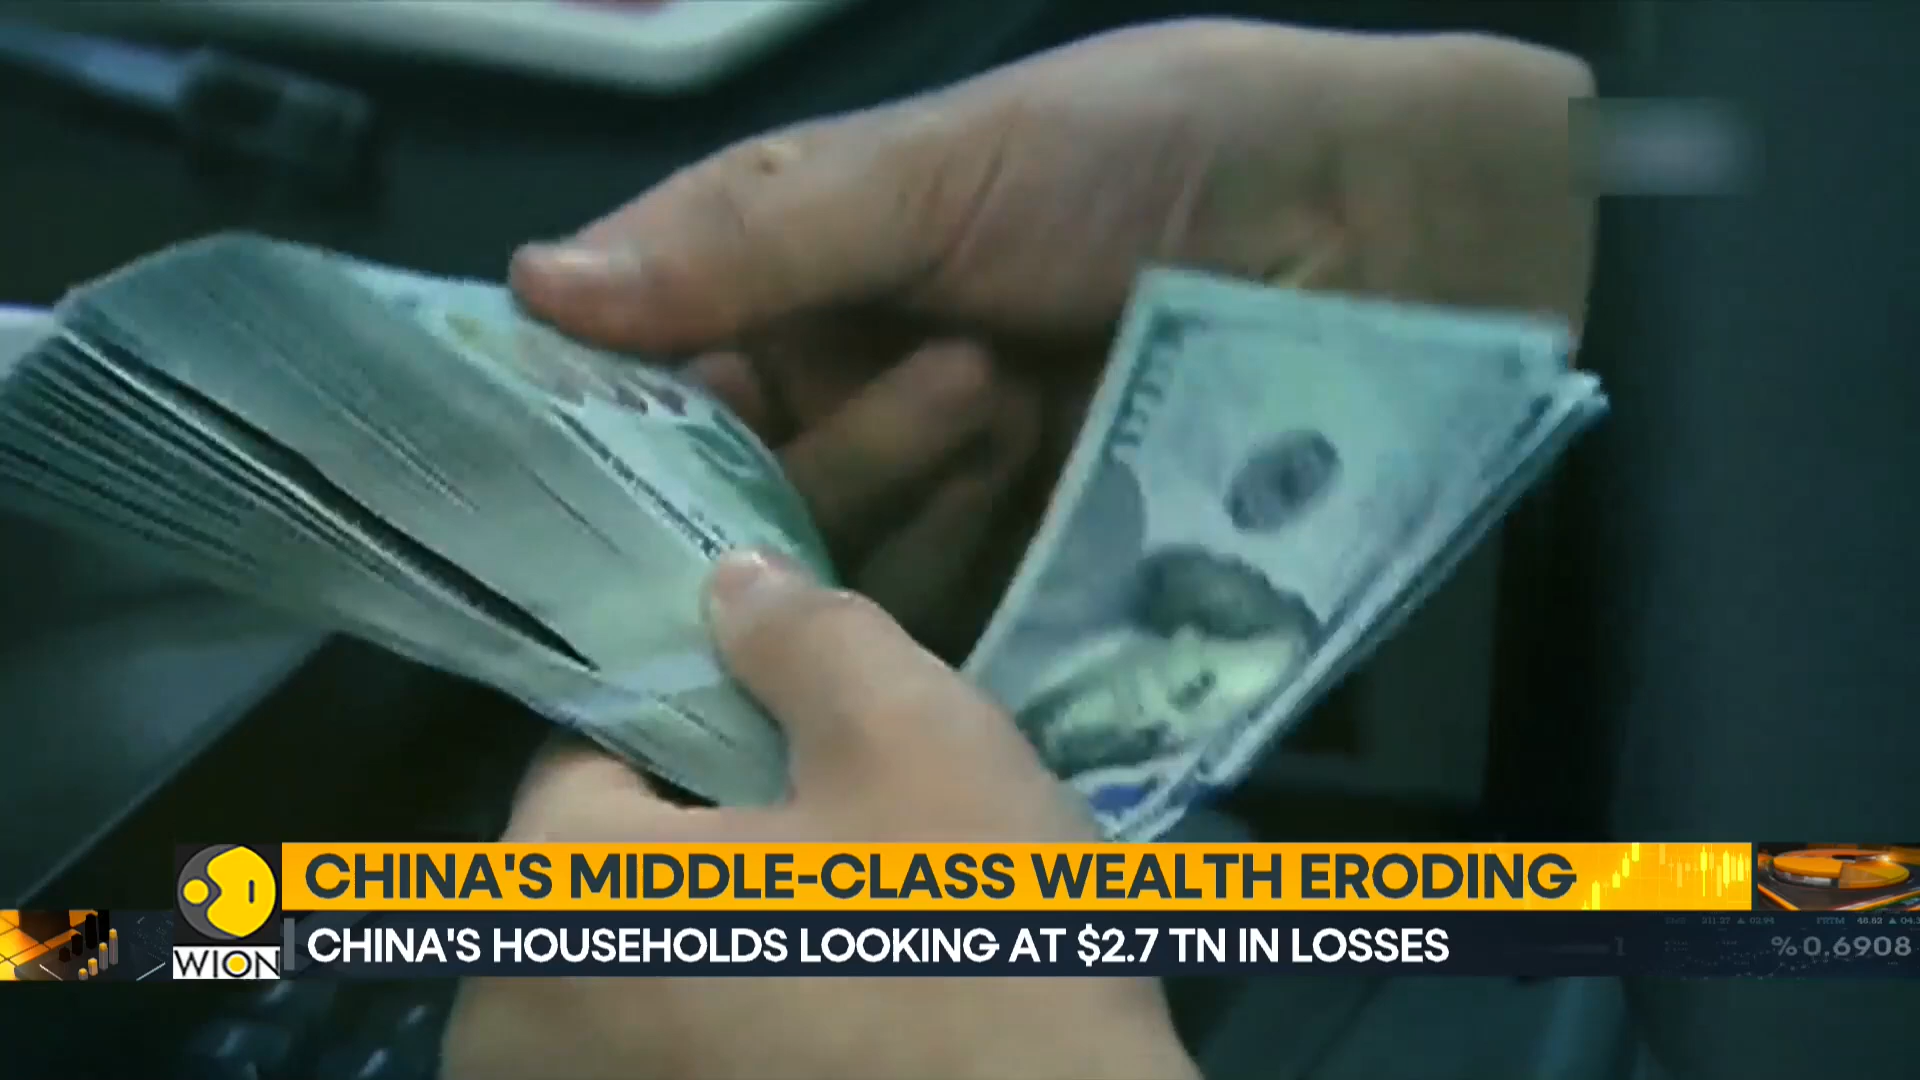 CHINA'S MIDDLE-CLASS WEALTH ERODING
CHINA'S HOUSEHOLDS LOOKING AT $2.7 TN IN LOSSES
WION
%0.6908